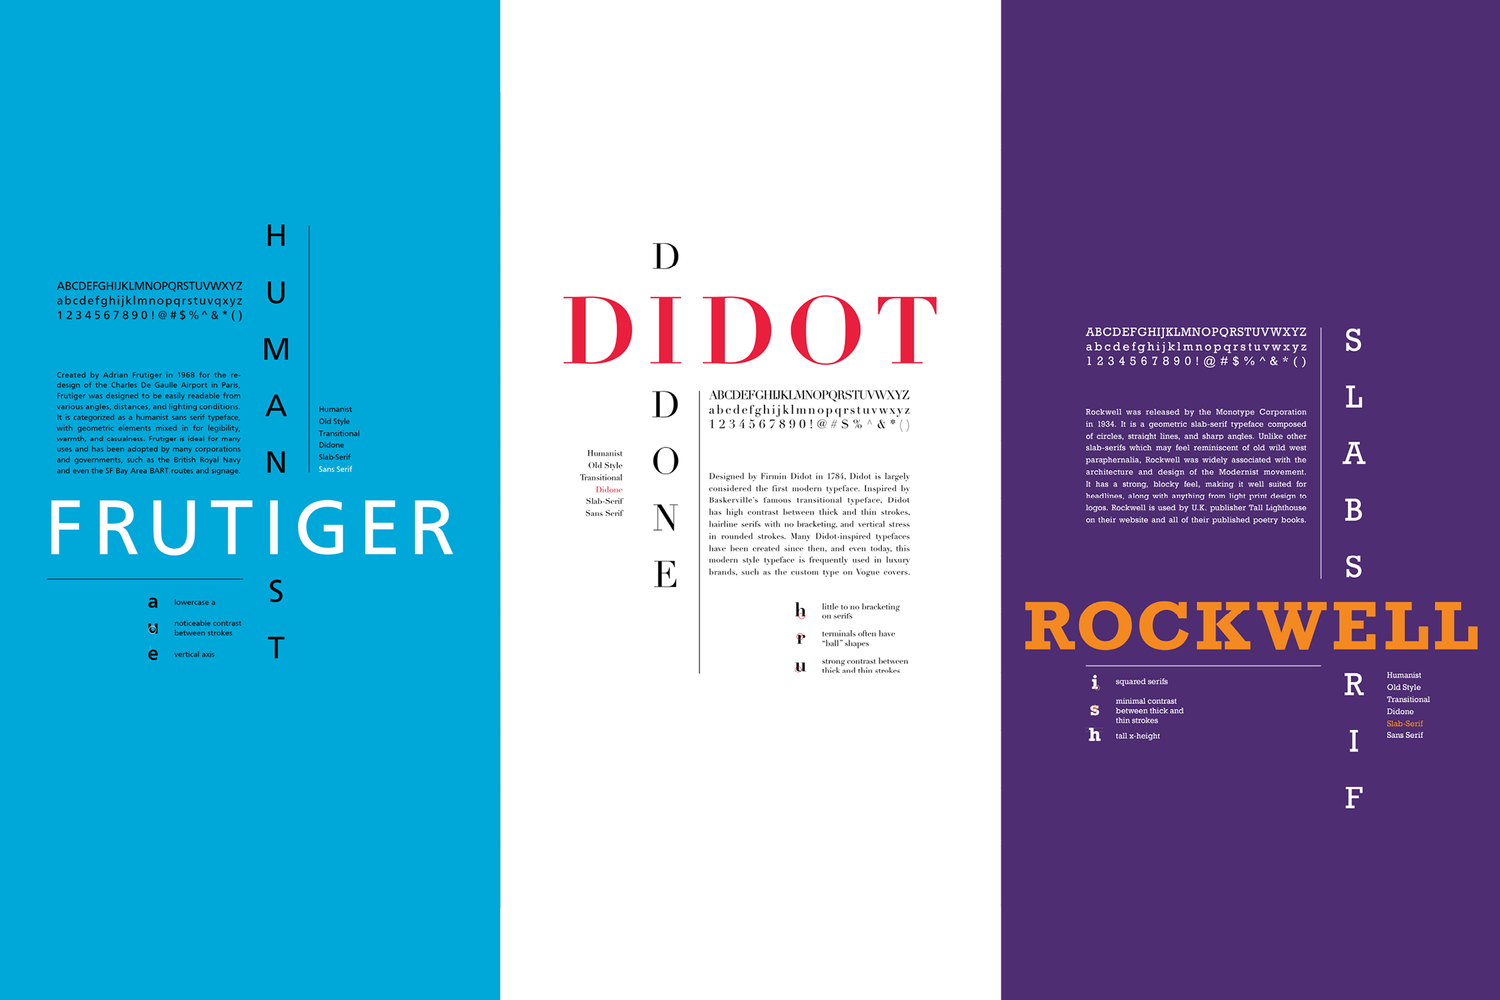 HUMANIST
ABCDEFGHIJKLMNOPQRSTUVWXYZ
abcdefghijklmnopqrstuvqxyz
1234567890!@#$%^&*()
Created by Adrian Frutiger in 1968 for the re-
design of the Charles De Gaulle Airport in Paris,
Frutiger was designed to be easily readable from
various angles, distances, and lighting conditions.
It is categorized as a humanist sans serif typeface,
with geometric elements mixed in for legibility,
warmth, and casualness. Frutiger is ideal for many
uses and has been adopted by many corporations
and governments, such as the British Royal Navy
and even the SF Bay Area BART routes and signage.
Humanist
Old Style
Transitional
Didone
Slab-Serif
Sans Serif
FRUTIGER
a lowercase a
u noticeable contrast
between strokes
e vertical axis
DIDONE
DIDOT
ABCDEFGHIJKLMNOPQRSTUVWXYZ
abcdefghijklmnopqrstuvwxyz
1234567890!@#$%^&*()
Humanist
Old Style
Transitional
Didone
Slab-Serif
Sans Serif
Designed by Firmin Didot in 1784, Didot is largely
considered the first modern typeface. Inspired by
Baskerville's famous transitional typeface, Didot
has high contrast between thick and thin strokes,
hairline serifs with no bracketing, and vertical stress
in rounded strokes. Many Didot-inspired typefaces
have been created since then, and even today, this
modern style typeface is frequently used in luxury
brands, such as the custom type on Vogue covers.
h little to no bracketing
on serifs
r terminals often have
“ball” shapes
u strong contrast between
thick and thin strokes
SLABSERIF
ABCDEFGHIJKLMNOPQRSTUVWXYZ
abcdefghijklmnopqrstuvwxyz
1234567890!@#$%^&*()
Rockwell was released by the Monotype Corporation
in 1934. It is a geometric slab-serif typeface composed
of circles, straight lines, and sharp angles. Unlike other
slab-serifs which may feel reminiscent of old wild west
paraphernalia, Rockwell was widely associated with the
architecture and design of the Modernist movement.
It has a strong, blocky feel, making it well suited for
headlines, along with anything from light print design to
logos. Rockwell is used by U.K. publisher Tall Lighthouse
on their website and all of their published poetry books.
ROCKWELL
i squared serifs
s minimal contrast
between thick and
thin strokes
h tall x-height
Humanist
Old Style
Transitional
Didone
Slab-Serif
Sans Serif